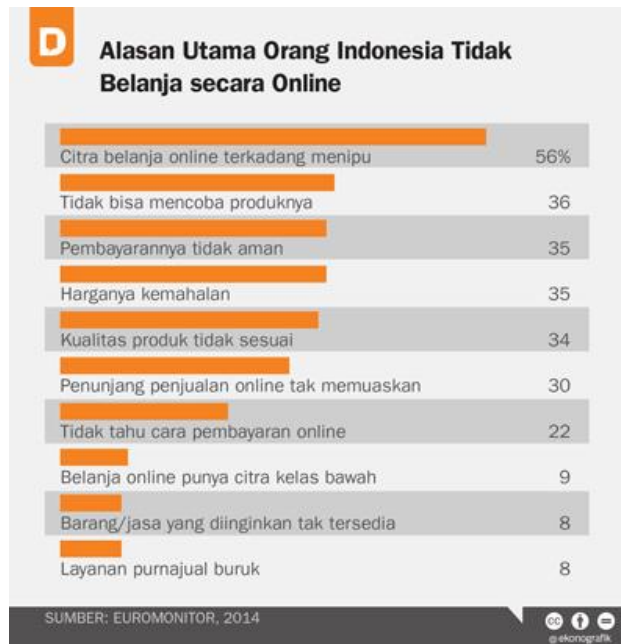 D
Alasan Utama Orang Indonesia Tidak
Belanja secara Online
Citra belanja online terkadang menipu 56%
Tidak bisa mencoba produknya 36
Pembayarannya tidak aman 35
Harganya kemahalan 35
Kualitas produk tidak sesuai 34
Penunjang penjualan online tak memuaskan 30
Tidak tahu cara pembayaran online 22
Belanja online punya citra kelas bawah 9
Barang/jasa yang diinginkan tak tersedia 8
Layanan purnajual buruk 8
SUMBER: EUROMONITOR, 2014
cc
@ekonografik